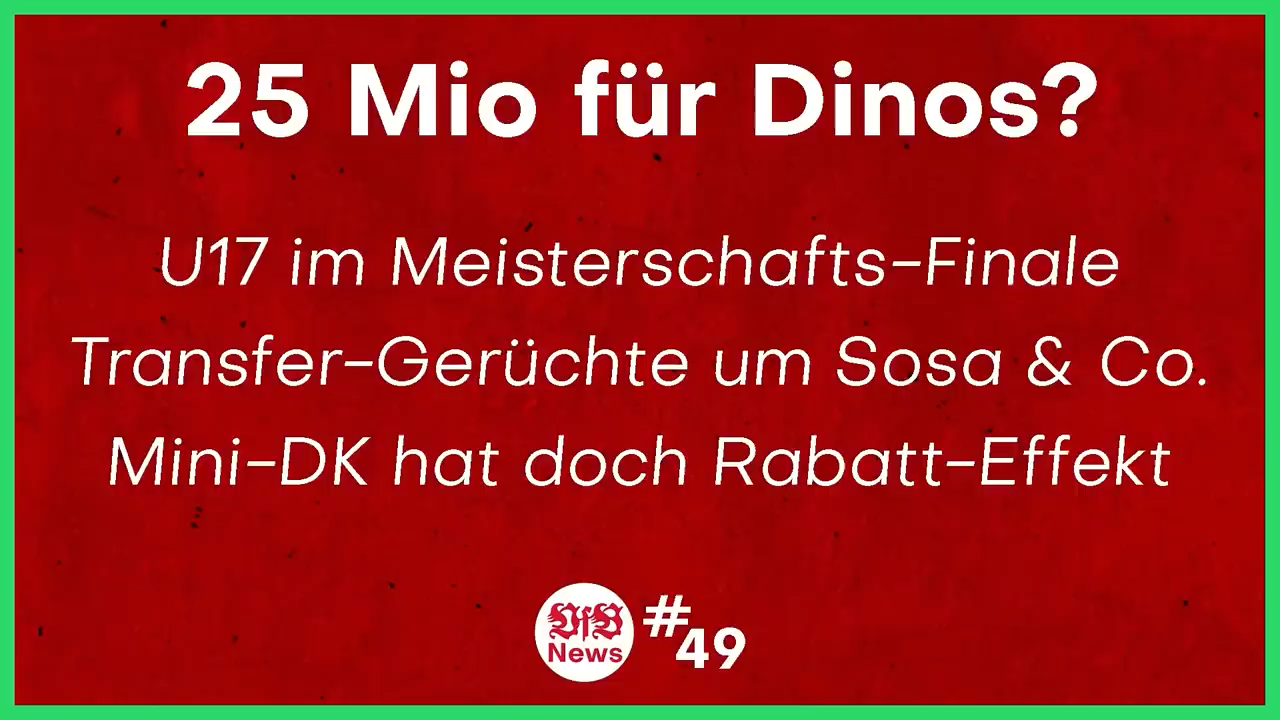 25 Mio für Dinos?
U17 im Meisterschafts-Finale
Transfer-Gerüchte um Sosa & Co.
Mini-DK hat doch Rabatt-Effekt
VfB
News
#49